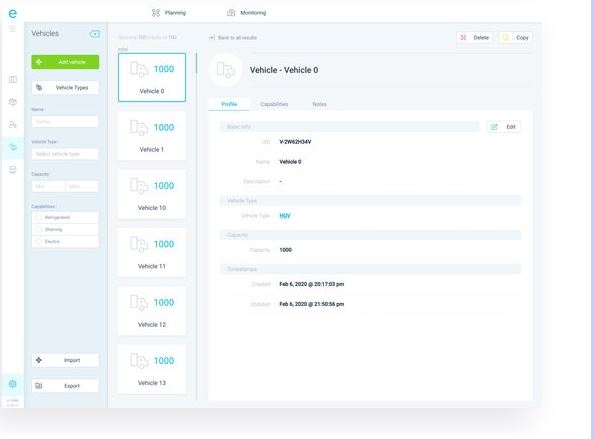 Planning
Monitoring
Vehicles
Add vehicle
Vehicle Types
Name:
Name
Vehicle Type:
Select vehicle type
Capacity:
Min
Max
Capabilities:
Refrigerated
Shelving
Electric
Import
Export
Showing 100 results of 100
total
1000
Vehicle 0
1000
Vehicle 1
1000
Vehicle 10
1000
Vehicle 11
1000
Vehicle 12
1000
Vehicle 13
Back to all results
Delete
Copy
Vehicle - Vehicle 0
Profile
Capabilities
Notes
Basic info
Edit
UID
V-2W62H34V
Name
Vehicle 0
Description
-
Vehicle Type
Vehicle Type
HGV
Capacity
Capacity
1000
Timestamps
Created
Feb 6, 2020 @ 20:17:03 pm
Updated
Feb 6, 2020 @ 21:50:56 pm